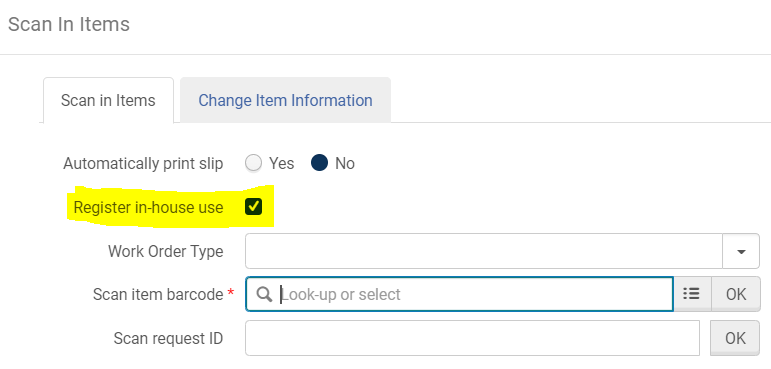 Scan In Items
Scan in Items Change Item Information
Automatically print slip Yes No
Register in-house use
Work Order Type
Scan item barcode * Look-up or select OK
Scan request ID OK